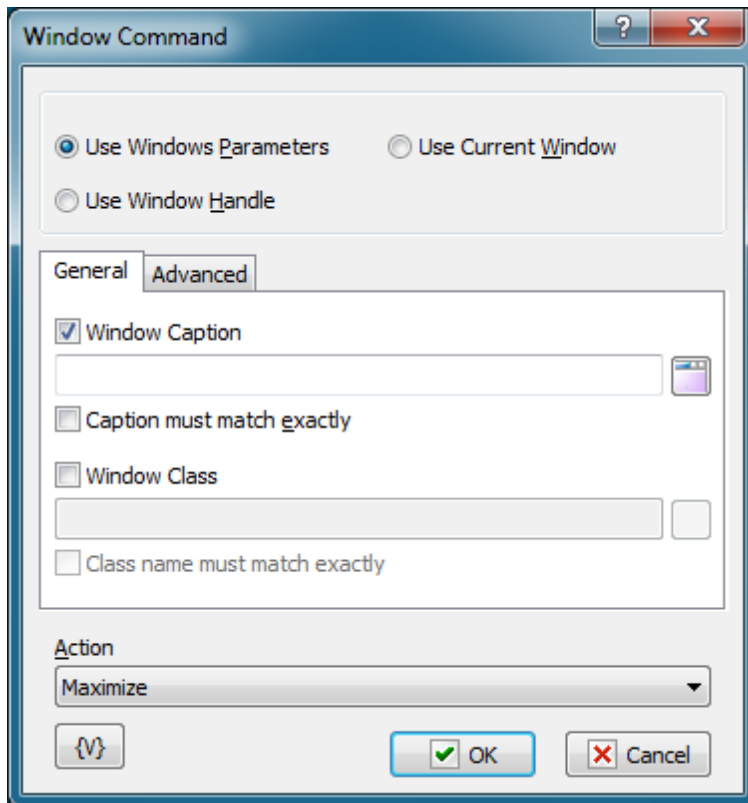 Window Command
Use Windows Parameters Use Current Window
Use Window Handle
General Advanced
Window Caption
Caption must match exactly
Window Class
Class name must match exactly
Action
Maximize
{V} OK Cancel